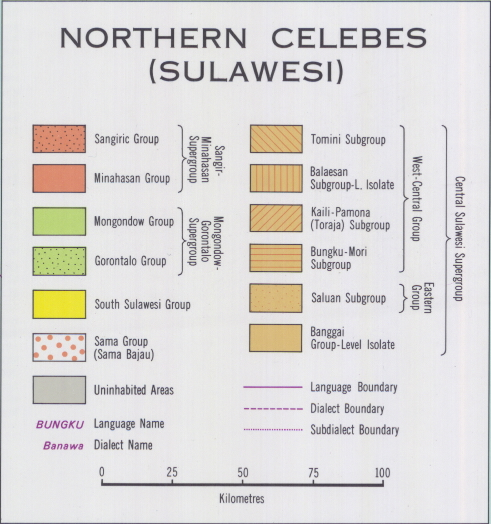 NORTHERN CELEBES
(SULAWESI)
Sangiric Group
Minahasan Group
Sangir-
Minahasan
Supergroup
Mongondow Group
Gorontalo Group
Mongondow-
Gorontalo
Supergroup
South Sulawesi Group
Sama Group
(Sama Bajau)
Uninhabited Areas
BUNGKU Language Name
Banawa Dialect Name
Tomini Subgroup
Balaesan
Subgroup-L. Isolate
Kaili-Pamona
(Toraja) Subgroup
Bungku-Mori
Subgroup
West-Central Group
Saluan Subgroup
Eastern
Group
Banggai
Group-Level Isolate
Central Sulawesi Supergroup
Language Boundary
Dialect Boundary
Subdialect Boundary
0 25 50 75 100
Kilometres